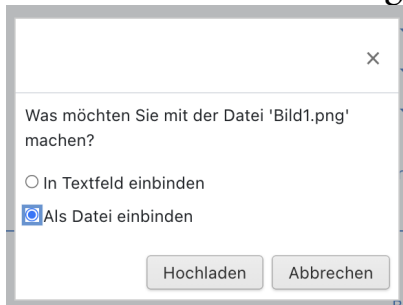 Was möchten Sie mit der Datei 'Bild1.png'
machen?
In Textfeld einbinden
Als Datei einbinden
Hochladen
Abbrechen